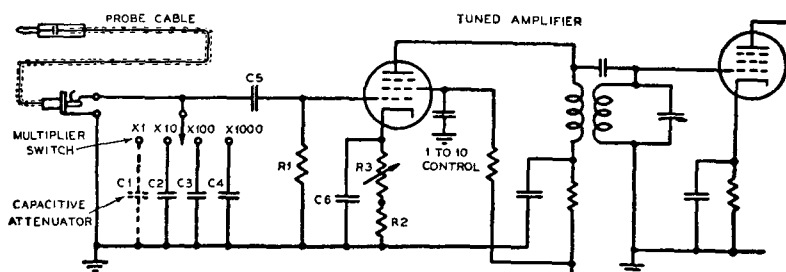 PROBE CABLE
TUNED AMPLIFIER
C5
MULTIPLIER
SWITCH
X1 X10 X100 X1000
1 TO 10
CONTROL
R1
R3
C6
R2
C1
C2
C3
C4
CAPACITIVE
ATTENUATOR